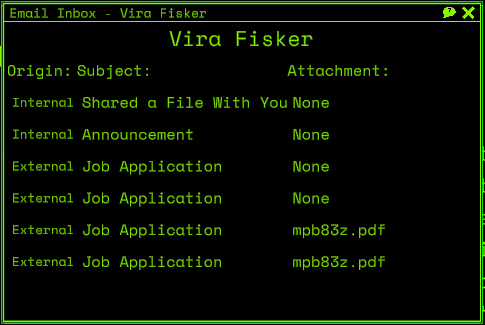 Email Inbox - Vira Fisker
Vira Fisker
Origin: Subject: Attachment:
Internal Shared a File With You None
Internal Announcement None
External Job Application None
External Job Application None
External Job Application mpb83z.pdf
External Job Application mpb83z.pdf